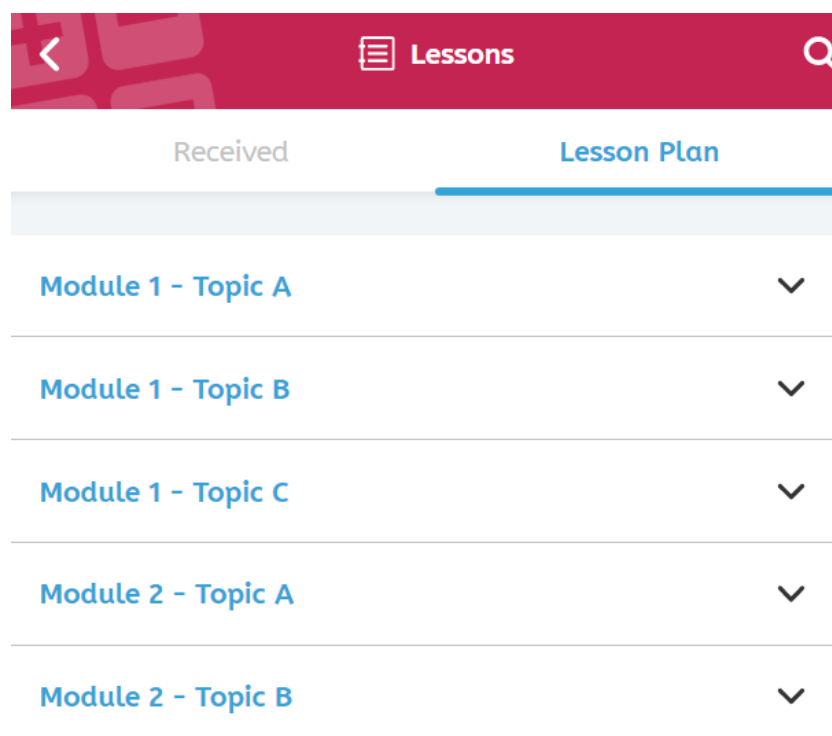 Lessons
Received Lesson Plan
Module 1 - Topic A
Module 1 - Topic B
Module 1 - Topic C
Module 2 - Topic A
Module 2 - Topic B